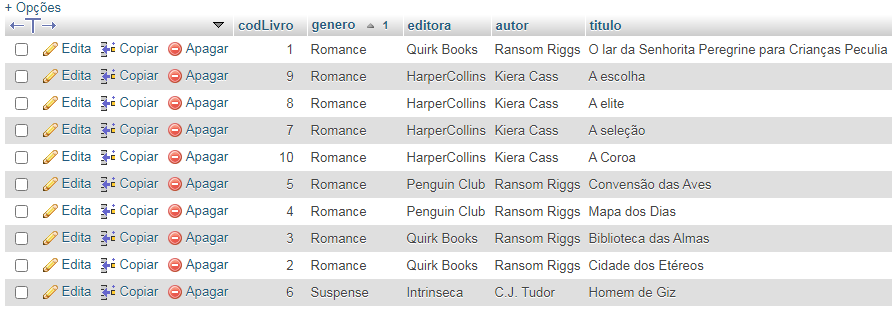 + Opções
←T→ codLivro genero 1 editora autor titulo
Edita Copiar Apagar 1 Romance Quirk Books Ransom Riggs O lar da Senhorita Peregrine para Crianças Peculia
Edita Copiar Apagar 9 Romance HarperCollins Kiera Cass A escolha
Edita Copiar Apagar 8 Romance HarperCollins Kiera Cass A elite
Edita Copiar Apagar 7 Romance HarperCollins Kiera Cass A seleção
Edita Copiar Apagar 10 Romance HarperCollins Kiera Cass A Coroa
Edita Copiar Apagar 5 Romance Penguin Club Ransom Riggs Convensão das Aves
Edita Copiar Apagar 4 Romance Penguin Club Ransom Riggs Mapa dos Dias
Edita Copiar Apagar 3 Romance Quirk Books Ransom Riggs Biblioteca das Almas
Edita Copiar Apagar 2 Romance Quirk Books Ransom Riggs Cidade dos Etéreos
Edita Copiar Apagar 6 Suspense Intrinseca C.J. Tudor Homem de Giz